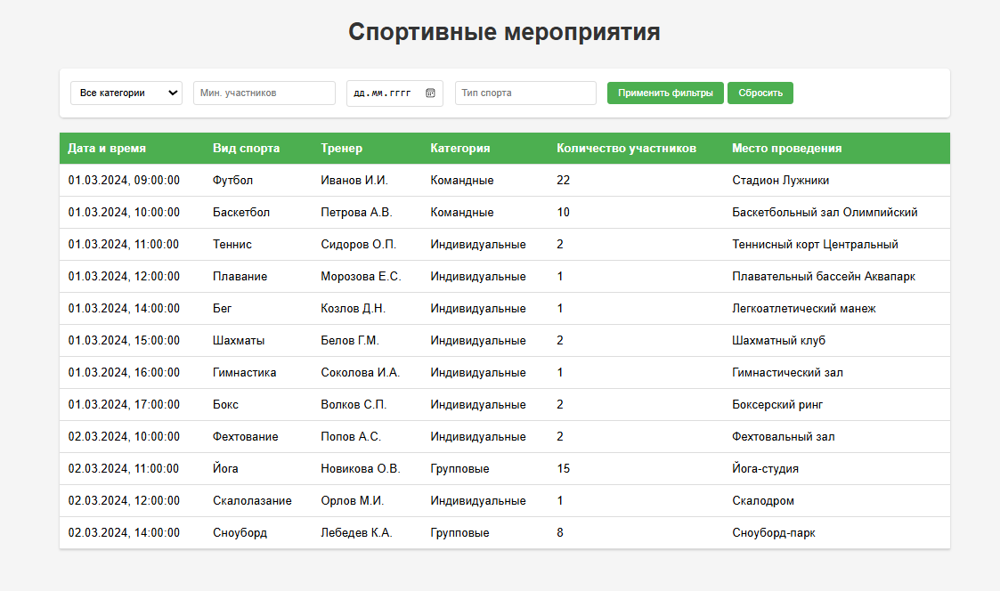 Спортивные мероприятия
Все категории Мин. участников дд.мм.гггг Тип спорта Применить фильтры Сбросить
Дата и время Вид спорта Тренер Категория Количество участников Место проведения
01.03.2024, 09:00:00 Футбол Иванов И.И. Командные 22 Стадион Лужники
01.03.2024, 10:00:00 Баскетбол Петрова А.В. Командные 10 Баскетбольный зал Олимпийский
01.03.2024, 11:00:00 Теннис Сидоров О.П. Индивидуальные 2 Теннисный корт Центральный
01.03.2024, 12:00:00 Плавание Морозова Е.С. Индивидуальные 1 Плавательный бассейн Аквапарк
01.03.2024, 14:00:00 Бег Козлов Д.Н. Индивидуальные 1 Легкоатлетический манеж
01.03.2024, 15:00:00 Шахматы Белов Г.М. Индивидуальные 2 Шахматный клуб
01.03.2024, 16:00:00 Гимнастика Соколова И.А. Индивидуальные 1 Гимнастический зал
01.03.2024, 17:00:00 Бокс Волков С.П. Индивидуальные 2 Боксерский ринг
02.03.2024, 10:00:00 Фехтование Попов А.С. Индивидуальные 2 Фехтовальный зал
02.03.2024, 11:00:00 Йога Новикова О.В. Групповые 15 Йога-студия
02.03.2024, 12:00:00 Скалолазание Орлов М.И. Индивидуальные 1 Скалодром
02.03.2024, 14:00:00 Сноуборд Лебедев К.А. Групповые 8 Сноуборд-парк